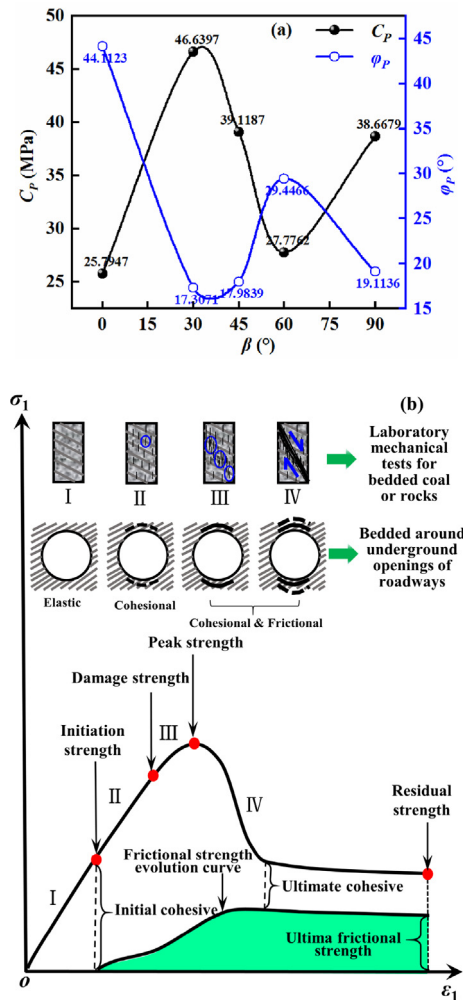 (a)
C_P
φ_P
50
45
40
35
30
25
C_P (MPa)
45
40
35
30
25
20
15
φ_P (°)
44.1123
46.6397
39.1187
38.6679
29.4466
27.7762
25.7947
17.3071
17.9839
19.1136
0 15 30 45 60 75 90
β (°)
σ1
(b)
I II III IV
Laboratory
mechanical
tests for
bedded coal
or rocks
Elastic
Cohesional
Cohesional & Frictional
Bedded around
underground
openings of
roadways
Peak strength
Damage strength
Initiation
strength
III
II
I
IV
Residual
strength
Frictional strength
evolution curve
Initial cohesive
Ultimate cohesive
Ultima frictional
strength
o
ε1